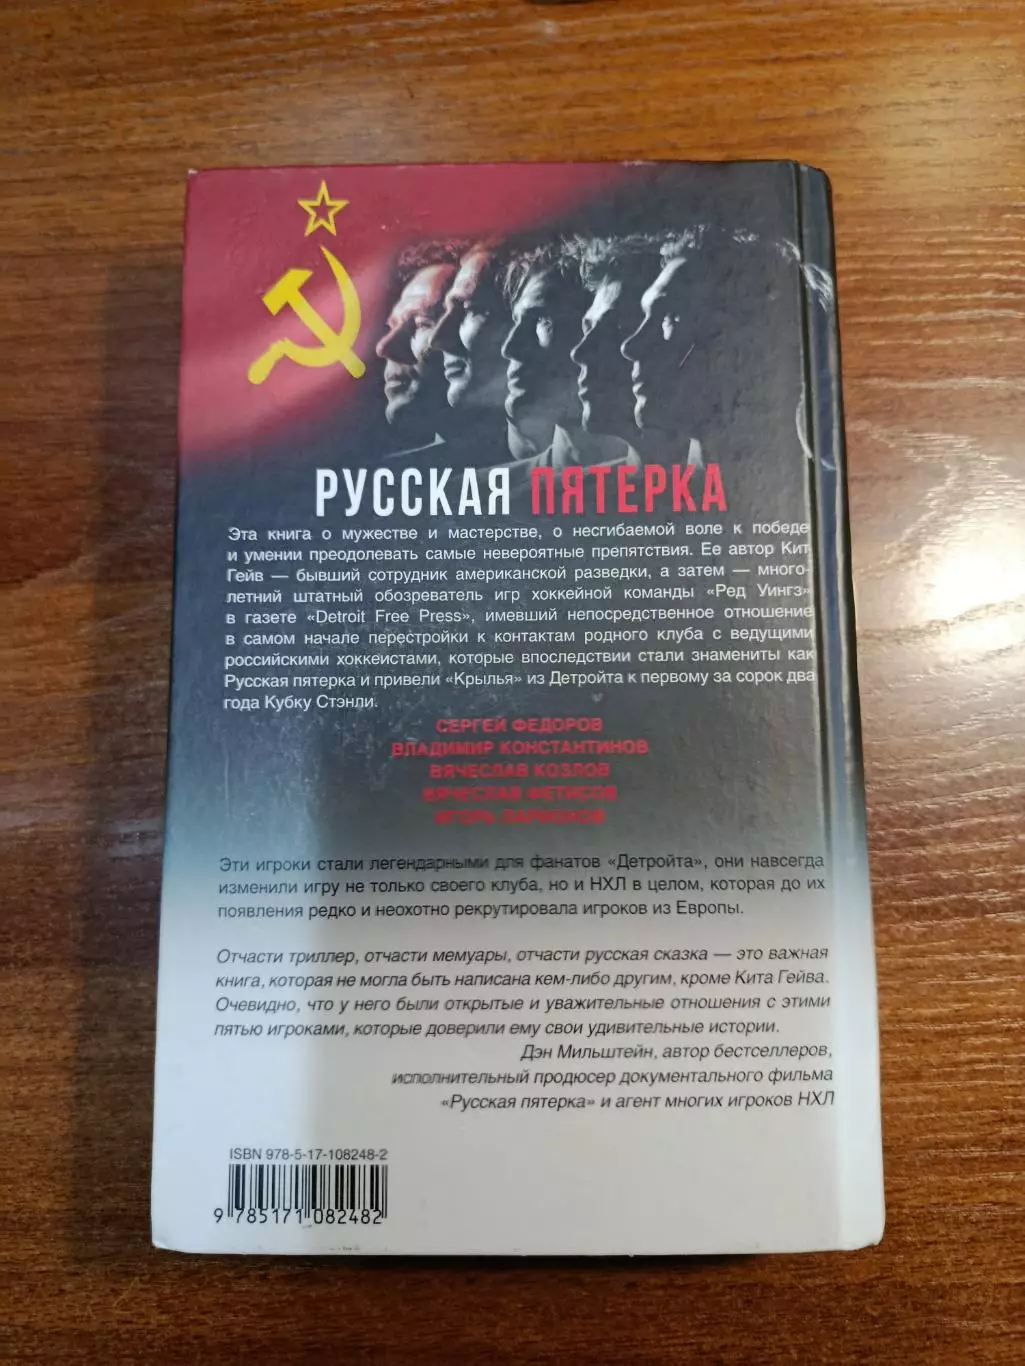 РУССКАЯ ПЯТЕРКА
Эта книга о мужестве и мастерстве, о несгибаемой воле к победе
и умении преодолевать самые невероятные препятствия. Ее автор Кит
Гейв — бывший сотрудник американской разведки, а затем — много-
летний штатный обозреватель игр хоккейной команды «Ред Уингз»
в газете «Detroit Free Press», имевший непосредственное отношение
в самом начале перестройки к контактам родного клуба с ведущими
российскими хоккеистами, которые впоследствии стали знамениты как
Русская пятерка и привели «Крылья» из Детройта к первому за сорок два
года Кубку Стэнли.
СЕРГЕЙ ФЕДОРОВ
ВЛАДИМИР КОНСТАНТИНОВ
ВЯЧЕСЛАВ КОЗЛОВ
ВЯЧЕСЛАВ ФЕТИСОВ
ИГОРЬ ЛАРИОНОВ
Эти игроки стали легендарными для фанатов «Детройта», они навсегда
изменили игру не только своего клуба, но и НХЛ в целом, которая до их
появления редко и неохотно рекрутировала игроков из Европы.
Отчасти триллер, отчасти мемуары, отчасти русская сказка — это важная
книга, которая не могла быть написана кем-либо другим, кроме Кита Гейва.
Очевидно, что у него были открытые и уважительные отношения с этими
пятью игроками, которые доверили ему свои удивительные истории.
Дэн Мильштейн, автор бестселлеров,
исполнительный продюсер документального фильма
«Русская пятерка» и агент многих игроков НХЛ
ISBN 978-5-17-108248-2
9 785171 082482